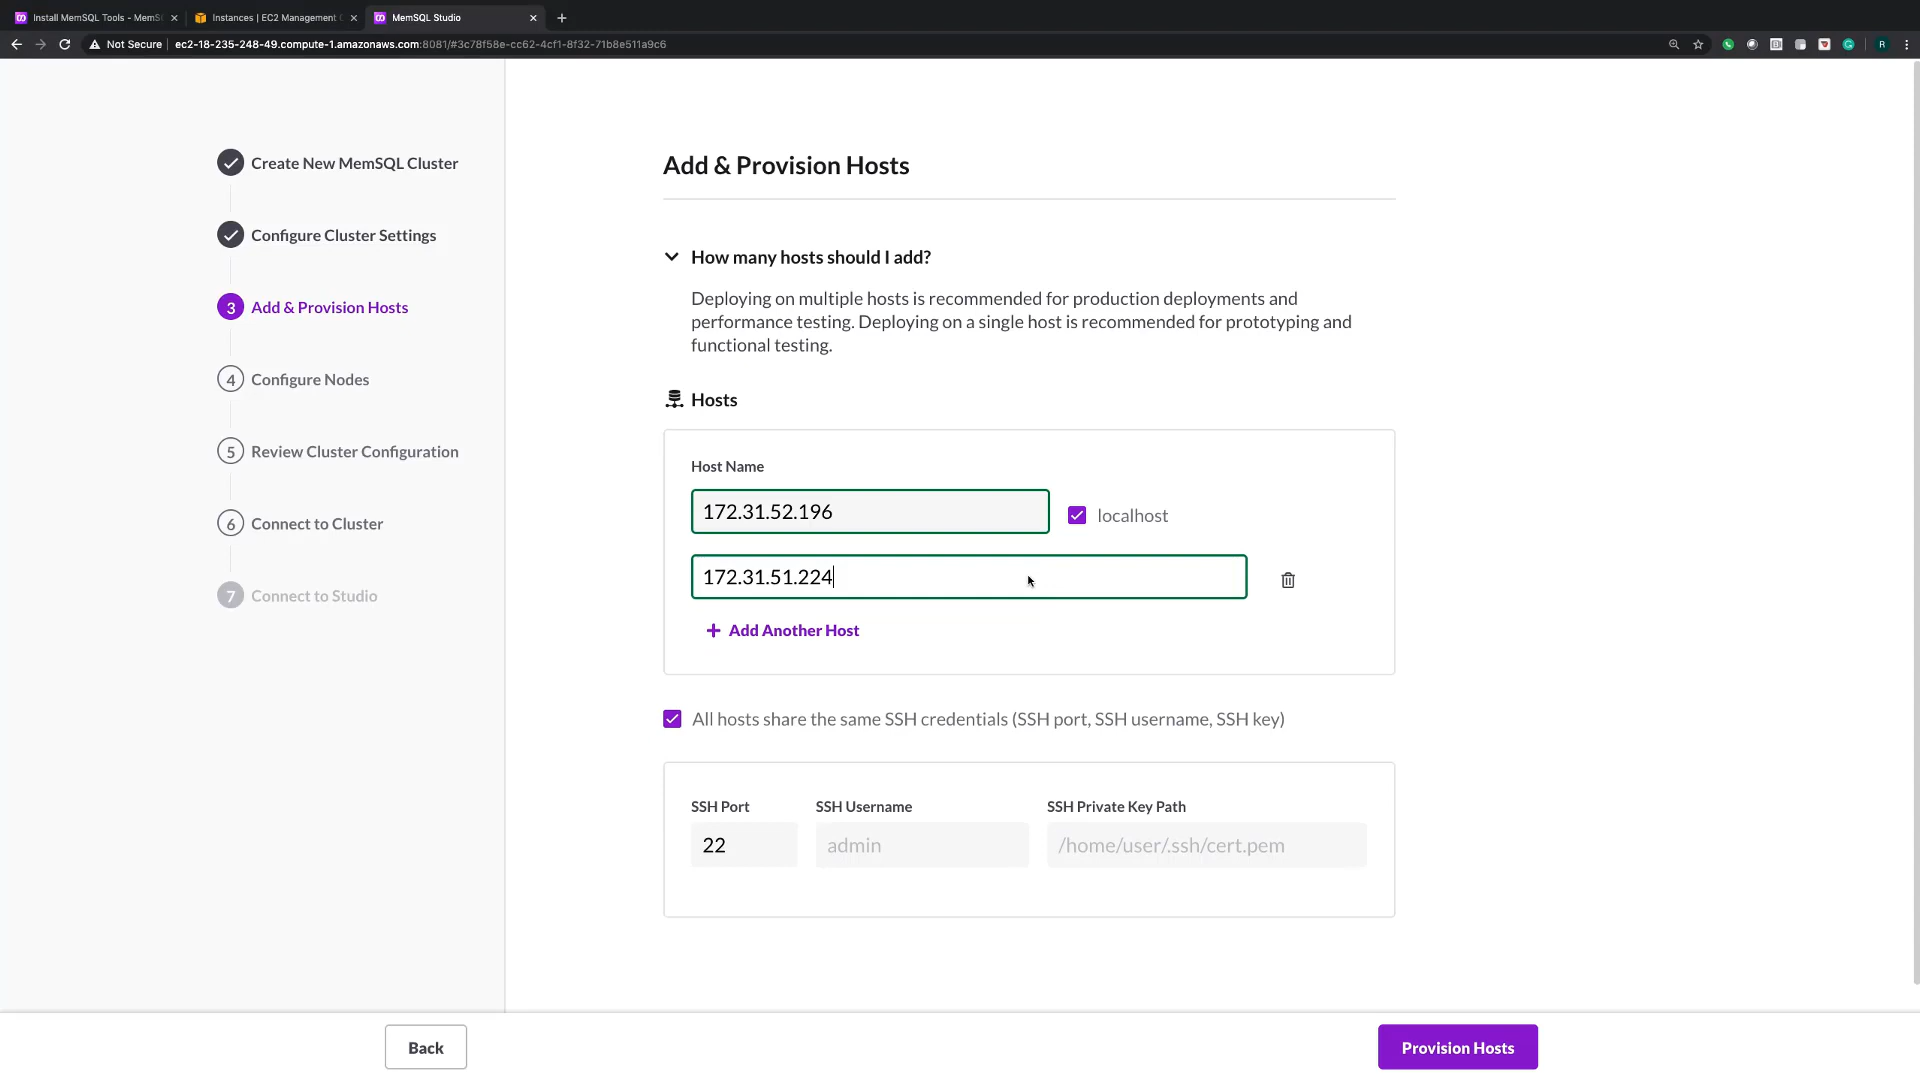 Install MemSQL Tools - MemS
Instances | EC2 Management C
MemSQL Studio
Not Secure
ec2-18-235-248-49.compute-1.amazonaws.com:8081/#3c78f58e-cc62-4cf1-8f32-71b8e511a9c6
R
Create New MemSQL Cluster
Configure Cluster Settings
3 Add & Provision Hosts
4 Configure Nodes
5 Review Cluster Configuration
6 Connect to Cluster
7 Connect to Studio
Add & Provision Hosts
How many hosts should I add?
Deploying on multiple hosts is recommended for production deployments and
performance testing. Deploying on a single host is recommended for prototyping and
functional testing.
Hosts
Host Name
172.31.52.196
localhost
172.31.51.224
+ Add Another Host
All hosts share the same SSH credentials (SSH port, SSH username, SSH key)
SSH Port SSH Username SSH Private Key Path
22 admin /home/user/.ssh/cert.pem
Back
Provision Hosts